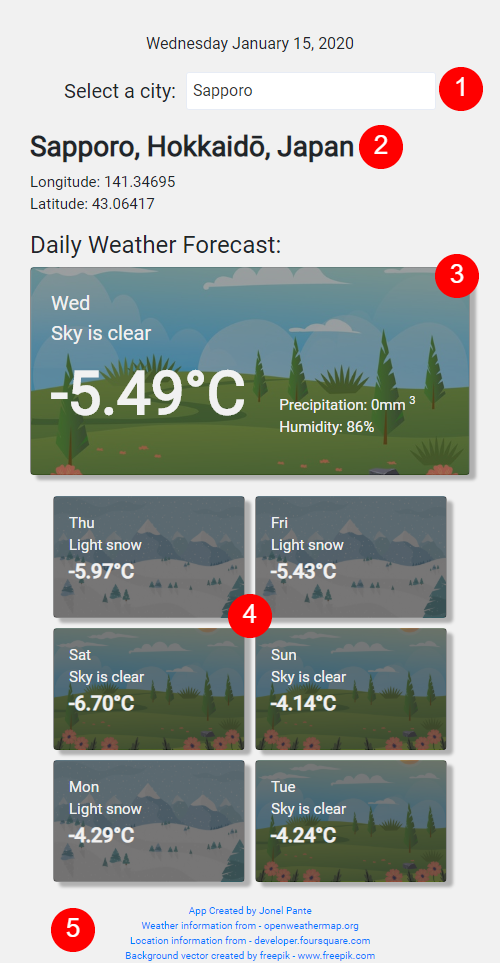 Wednesday January 15, 2020
Select a city: Sapporo 1
Sapporo, Hokkaidō, Japan 2
Longitude: 141.34695
Latitude: 43.06417
Daily Weather Forecast:
3
Wed
Sky is clear
-5.49°C
Precipitation: 0mm 3
Humidity: 86%
Thu
Light snow
-5.97°C
Fri
Light snow
-5.43°C
4
Sat
Sky is clear
-6.70°C
Sun
Sky is clear
-4.14°C
Mon
Light snow
-4.29°C
Tue
Sky is clear
-4.24°C
5
App Created by Jonel Pante
Weather information from - openweathermap.org
Location information from - developer.foursquare.com
Background vector created by freepik - www.freepik.com